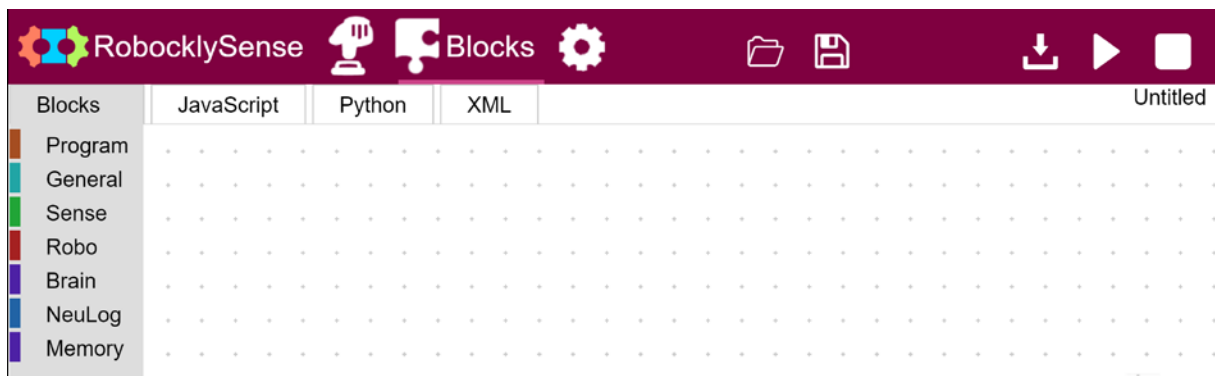 RobocklySense Blocks
Blocks JavaScript Python XML Untitled
Program
General
Sense
Robo
Brain
NeuLog
Memory